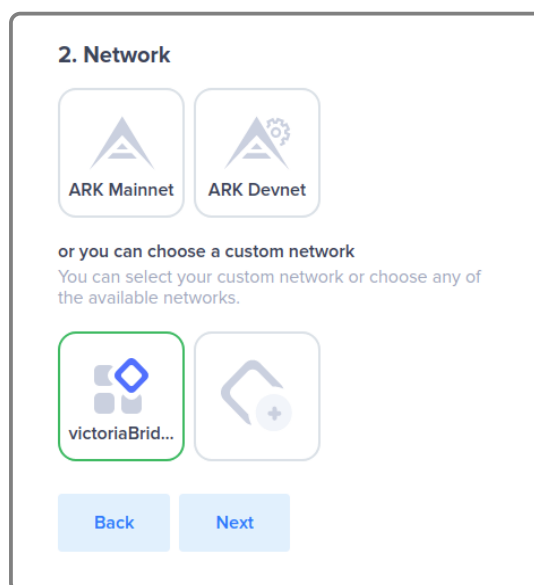 2. Network
ARK Mainnet
ARK Devnet
or you can choose a custom network
You can select your custom network or choose any of
the available networks.
victoriaBrid...
Back
Next